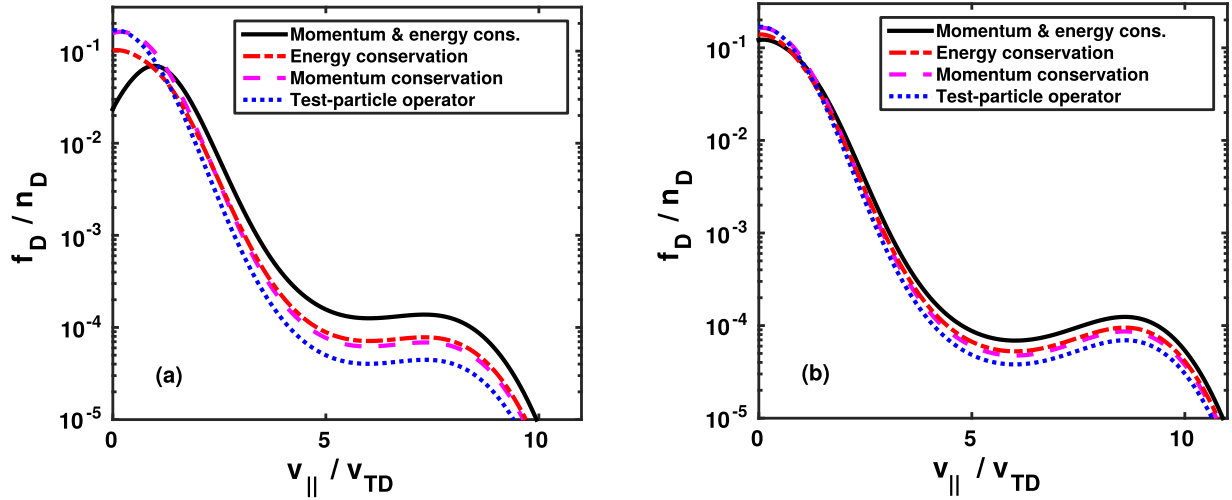 Momentum & energy cons.
Energy conservation
Momentum conservation
Test-particle operator
10^-1
10^-2
10^-3
10^-4
10^-5
f_D / n_D
(a)
0 5 10
v_|| / v_TD
Momentum & energy cons.
Energy conservation
Momentum conservation
Test-particle operator
10^-1
10^-2
10^-3
10^-4
10^-5
f_D / n_D
(b)
0 5 10
v_|| / v_TD